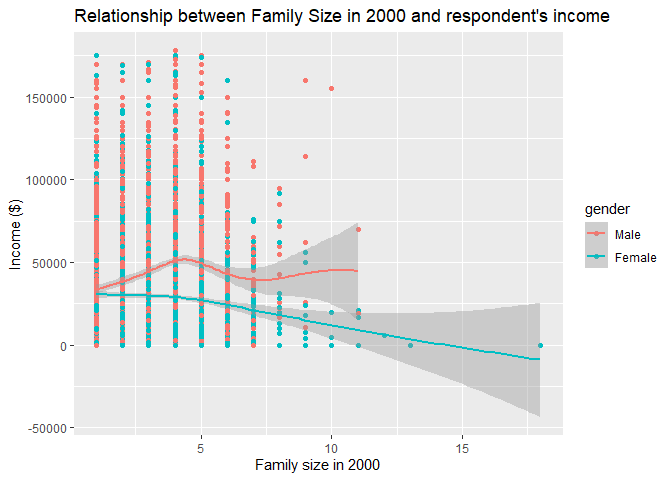 Relationship between Family Size in 2000 and respondent's income
Income ($)
150000
100000
50000
0
-50000
5
10
15
Family size in 2000
gender
Male
Female